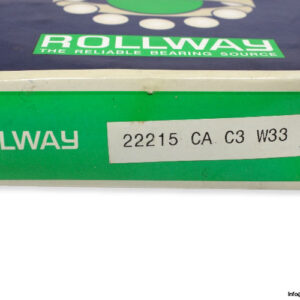 ROLLWAY
THE RELIABLE BEARING SOURCE
LLWAY
22215 CA C3 W33